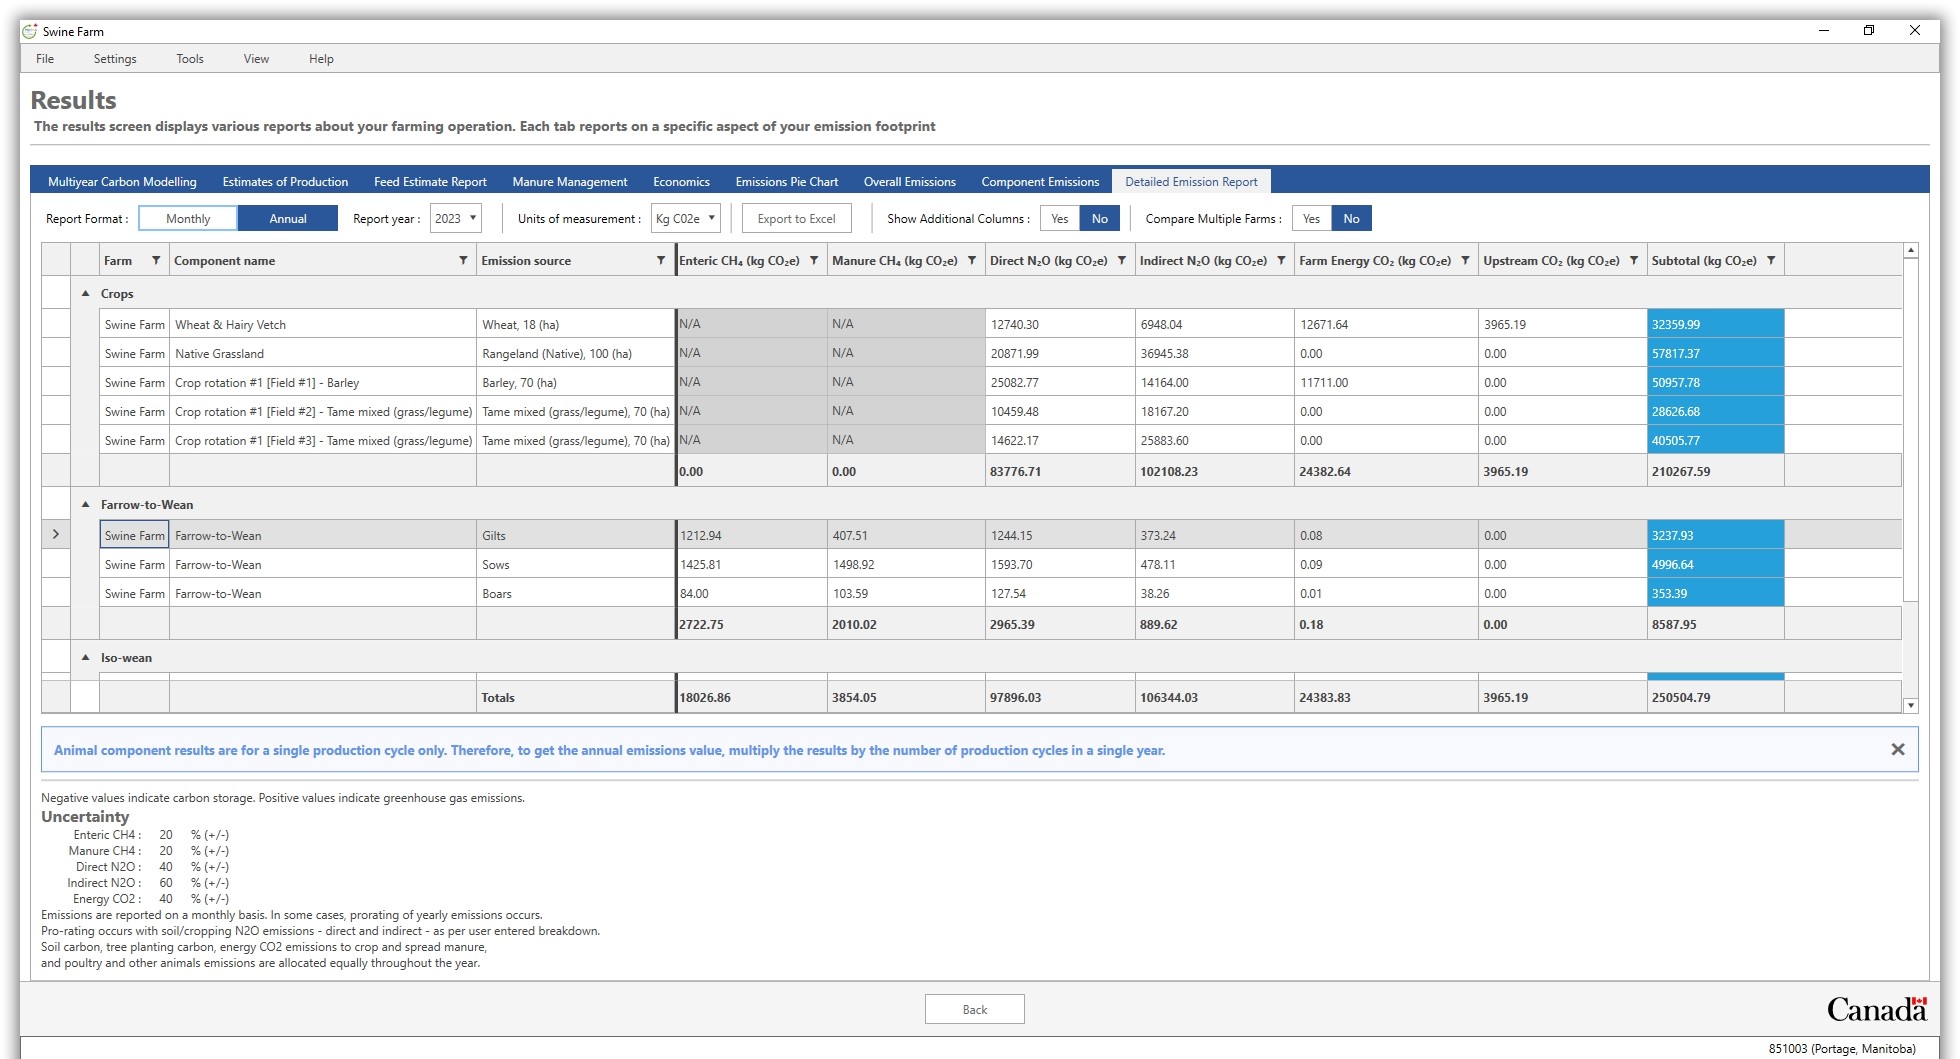 Swine Farm
File Settings Tools View Help
Results
The results screen displays various reports about your farming operation. Each tab reports on a specific aspect of your emission footprint
Multiyear Carbon Modelling Estimates of Production Feed Estimate Report Manure Management Economics Emissions Pie Chart Overall Emissions Component Emissions Detailed Emission Report
Report Format : Monthly Annual Report year : 2023 Units of measurement : Kg C02e Export to Excel Show Additional Columns : Yes No Compare Multiple Farms : Yes No
Farm Component name Emission source Enteric CH₄ (kg CO₂e) Manure CH₄ (kg CO₂e) Direct N₂O (kg CO₂e) Indirect N₂O (kg CO₂e) Farm Energy CO₂ (kg CO₂e) Upstream CO₂ (kg CO₂e) Subtotal (kg CO₂e)
Crops
Swine Farm Wheat & Hairy Vetch Wheat, 18 (ha) N/A N/A 12740.30 6948.04 12671.64 3965.19 32359.99
Swine Farm Native Grassland Rangeland (Native), 100 (ha) N/A N/A 20871.99 36945.38 0.00 0.00 57817.37
Swine Farm Crop rotation #1 [Field #1] - Barley Barley, 70 (ha) N/A N/A 25082.77 14164.00 11711.00 0.00 50957.78
Swine Farm Crop rotation #1 [Field #2] - Tame mixed (grass/legume) Tame mixed (grass/legume), 70 (ha) N/A N/A 10459.48 18167.20 0.00 0.00 28626.68
Swine Farm Crop rotation #1 [Field #3] - Tame mixed (grass/legume) Tame mixed (grass/legume), 70 (ha) N/A N/A 14622.17 25883.60 0.00 0.00 40505.77
0.00 0.00 83776.71 102108.23 24382.64 3965.19 210267.59
Farrow-to-Wean
Swine Farm Farrow-to-Wean Gilts 1212.94 407.51 1244.15 373.24 0.08 0.00 3237.93
Swine Farm Farrow-to-Wean Sows 1425.81 1498.92 1593.70 478.11 0.09 0.00 4996.64
Swine Farm Farrow-to-Wean Boars 84.00 103.59 127.54 38.26 0.01 0.00 353.39
2722.75 2010.02 2965.39 889.62 0.18 0.00 8587.95
Iso-wean
Totals 18026.86 3854.05 97896.03 106344.03 24383.83 3965.19 250504.79
Animal component results are for a single production cycle only. Therefore, to get the annual emissions value, multiply the results by the number of production cycles in a single year.
Negative values indicate carbon storage. Positive values indicate greenhouse gas emissions.
Uncertainty
Enteric CH4 : 20 % (+/-)
Manure CH4 : 20 % (+/-)
Direct N2O : 40 % (+/-)
Indirect N2O : 60 % (+/-)
Energy CO2 : 40 % (+/-)
Emissions are reported on a monthly basis. In some cases, prorating of yearly emissions occurs.
Pro-rating occurs with soil/cropping N2O emissions - direct and indirect - as per user entered breakdown.
Soil carbon, tree planting carbon, energy CO2 emissions to crop and spread manure,
and poultry and other animals emissions are allocated equally throughout the year.
Back
Canada
851003 (Portage, Manitoba)